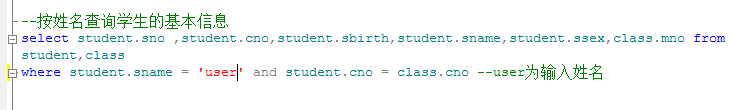 ---按姓名查询学生的基本信息
select student.sno ,student.cno,student.sbirth,student.sname,student.ssex,class.mno from
student,class
where student.sname = 'user' and student.cno = class.cno --user为输入姓名